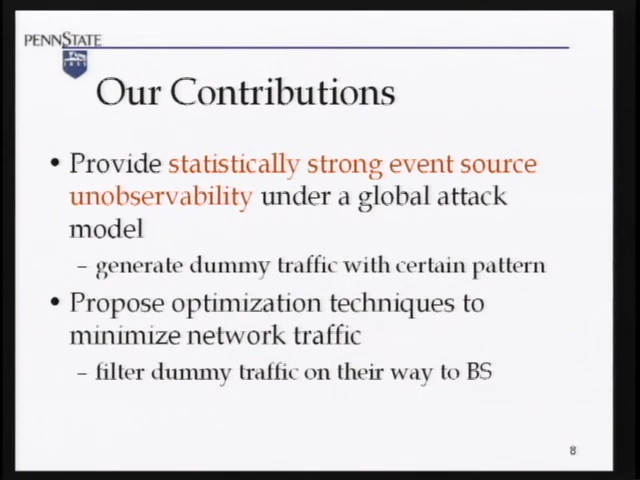 PENNSTATE
Our Contributions
• Provide statistically strong event source
unobservability under a global attack
model
– generate dummy traffic with certain pattern
• Propose optimization techniques to
minimize network traffic
– filter dummy traffic on their way to BS
8